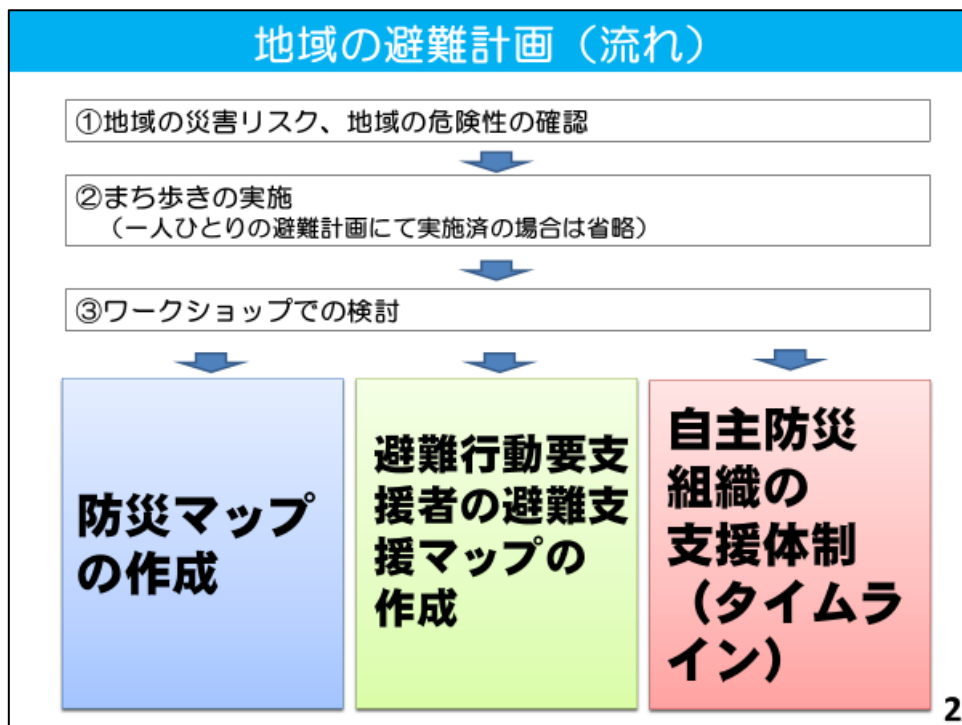 地域の避難計画（流れ）
①地域の災害リスク、地域の危険性の確認
②まち歩きの実施
（一人ひとりの避難計画にて実施済の場合は省略）
③ワークショップでの検討
防災マップ
の作成
避難行動要支
援者の避難支
援マップの
作成
自主防災
組織の
支援体制
（タイムラ
イン）
2